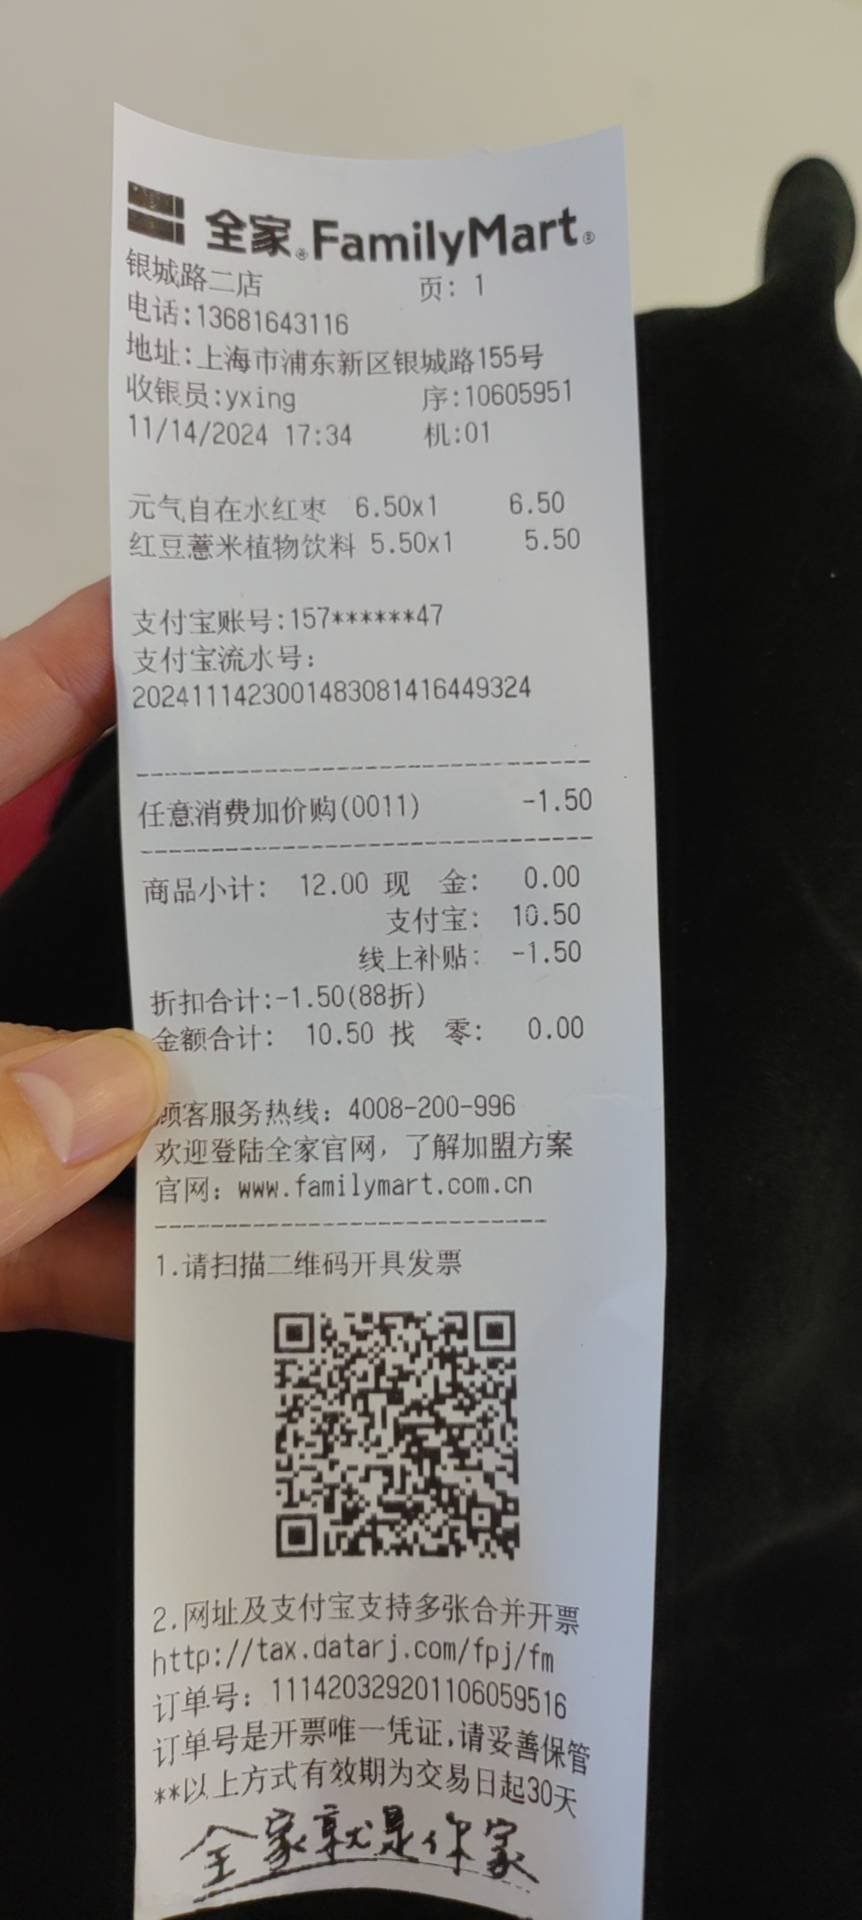 全家®FamilyMart®
银城路二店 页: 1
电话:13681643116
地址:上海市浦东新区银城路155号
收银员:yxing 序:10605951
11/14/2024 17:34 机:01
元气自在水红枣 6.50x1 6.50
红豆薏米植物饮料 5.50x1 5.50
支付宝账号:157******47
支付宝流水号:
2024111423001483081416449324
任意消费加价购(0011) -1.50
商品小计: 12.00 现 金: 0.00
支付宝: 10.50
线上补贴: -1.50
折扣合计:-1.50(88折)
金额合计: 10.50 找 零: 0.00
顾客服务热线: 4008-200-996
欢迎登陆全家官网, 了解加盟方案
官网: www.familymart.com.cn
1.请扫描二维码开具发票
2.网址及支付宝支持多张合并开票
http://tax.datarj.com/fpj/fm
订单号: 111420329201106059516
订单号是开票唯一凭证,请妥善保管
**以上方式有效期为交易日起30天
全家就是你家